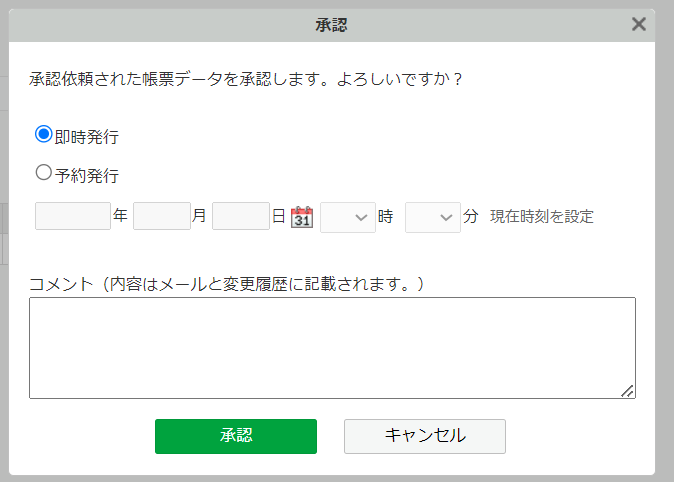 承認
承認依頼された帳票データを承認します。よろしいですか？
即時発行
予約発行
年 月 日 31 時 分 現在時刻を設定
コメント（内容はメールと変更履歴に記載されます。）
承認 キャンセル